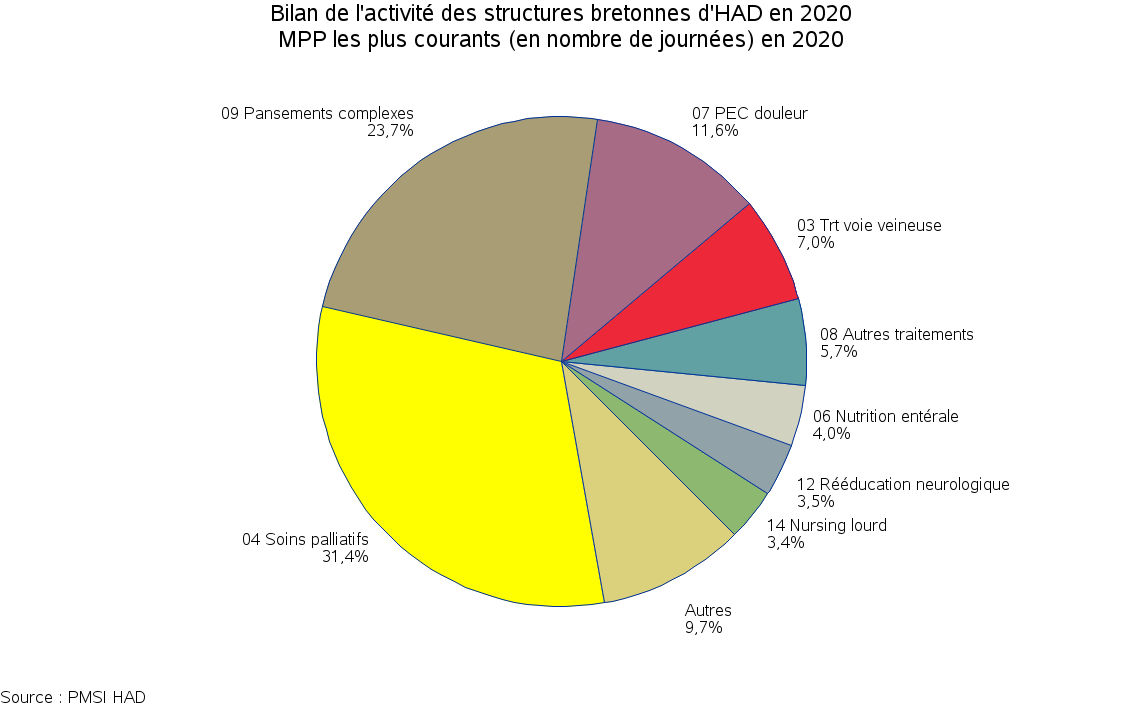 Bilan de l'activité des structures bretonnes d'HAD en 2020
MPP les plus courants (en nombre de journées) en 2020
09 Pansements complexes
23,7%
07 PEC douleur
11,6%
03 Trt voie veineuse
7,0%
08 Autres traitements
5,7%
06 Nutrition entérale
4,0%
12 Rééducation neurologique
3,5%
14 Nursing lourd
3,4%
04 Soins palliatifs
31,4%
Autres
9,7%
Source : PMSI HAD